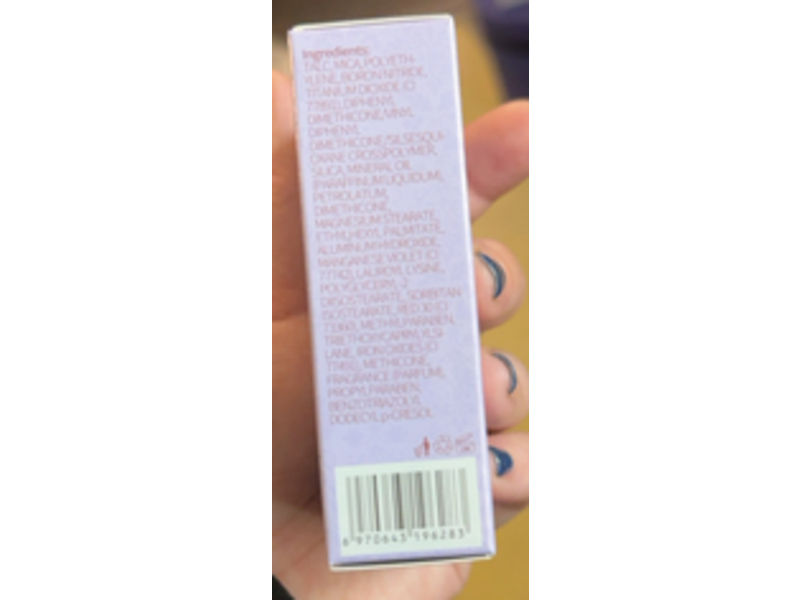 Ingredients:
TALC, MICA, POLYETH-
YLENE, BORON NITRIDE,
TITANIUM DIOXIDE (CI
77891), DIPHENYL
DIMETHICONE/VINYL
DIPHENYL
DIMETHICONE/SILSESQUI-
OXANE CROSSPOLYMER,
SILICA, MINERAL OIL
(PARAFFINUM LIQUIDUM),
PETROLATUM,
DIMETHICONE,
MAGNESIUM STEARATE,
ETHYLHEXYL PALMITATE,
ALUMINUM HYDROXIDE,
MANGANESE VIOLET (CI
77742), LAUROYL LYSINE,
POLYGLYCERYL-2
DIISOSTEARATE, SORBITAN
ISOSTEARATE, RED 30 (CI
73360), METHYLPARABEN,
TRIETHOXYCAPRYLYLSI-
LANE, IRON OXIDES (CI
77491), METHICONE,
FRAGRANCE (PARFUM),
PROPYLPARABEN,
BENZOTRIAZOLYL
DODECYL p-CRESOL
6 970643 196283